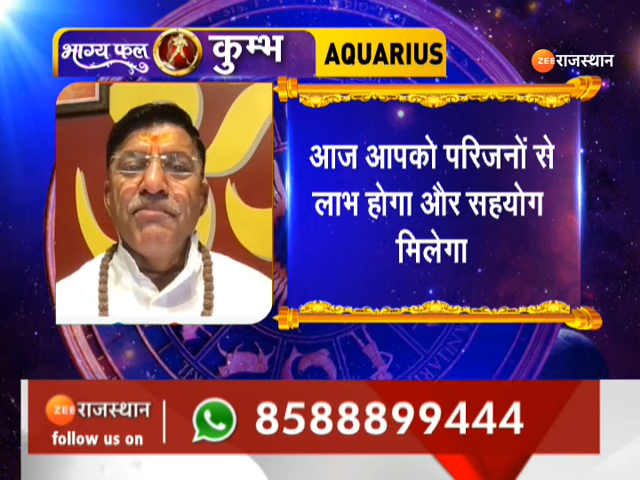 भाग्य फल कुम्भ AQUARIUS
ZEE राजस्थान
आज आपको परिजनों से
लाभ होगा और सहयोग
मिलेगा
ZEE राजस्थान
follow us on
8588899444